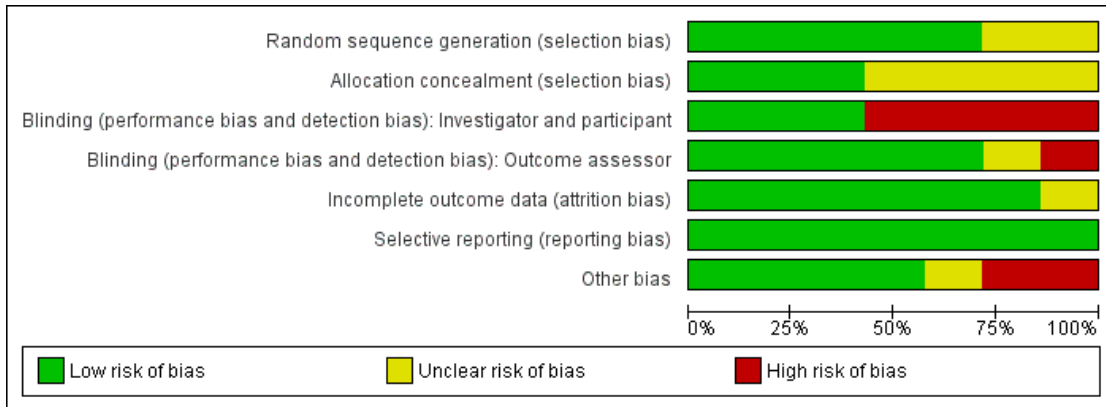 Random sequence generation (selection bias)
Allocation concealment (selection bias)
Blinding (performance bias and detection bias): Investigator and participant
Blinding (performance bias and detection bias): Outcome assessor
Incomplete outcome data (attrition bias)
Selective reporting (reporting bias)
Other bias
0% 25% 50% 75% 100%
Low risk of bias Unclear risk of bias High risk of bias